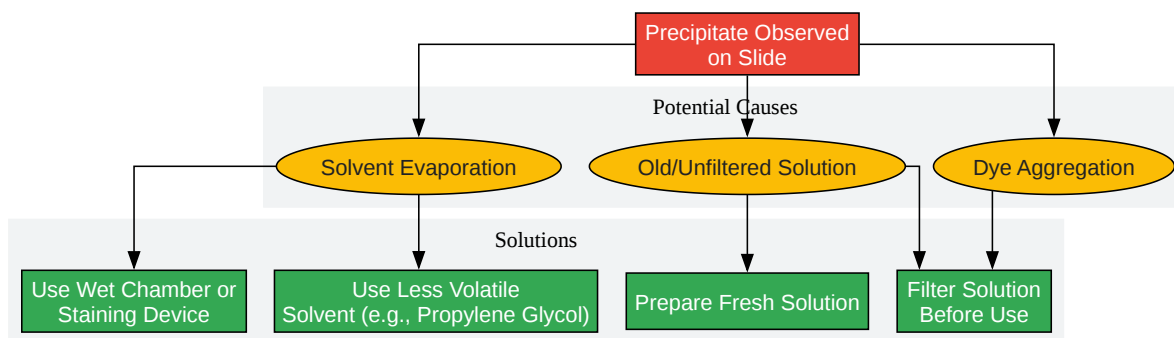 Precipitate Observed
on Slide
Potential Causes
Solvent Evaporation
Old/Unfiltered Solution
Dye Aggregation
Solutions
Use Wet Chamber or
Staining Device
Use Less Volatile
Solvent (e.g., Propylene Glycol)
Prepare Fresh Solution
Filter Solution
Before Use